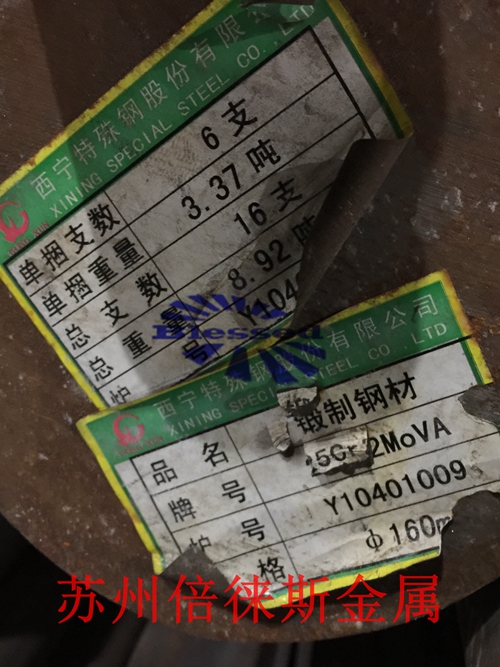 西宁特殊钢股份有限
XINING SPECIAL STEEL CO., LTD
单捆支数 6支
单捆重量 3.37吨
总支数 16支
总重量 8.92吨
号 Y1040
Blessed
西宁特殊钢 份有限公司
XINING SPECIAL STEEL CO LTD
品名 锻制钢材
牌号 25Cr2MoVA
炉号 Y10401009
格 φ160m
苏州倍徕斯金属